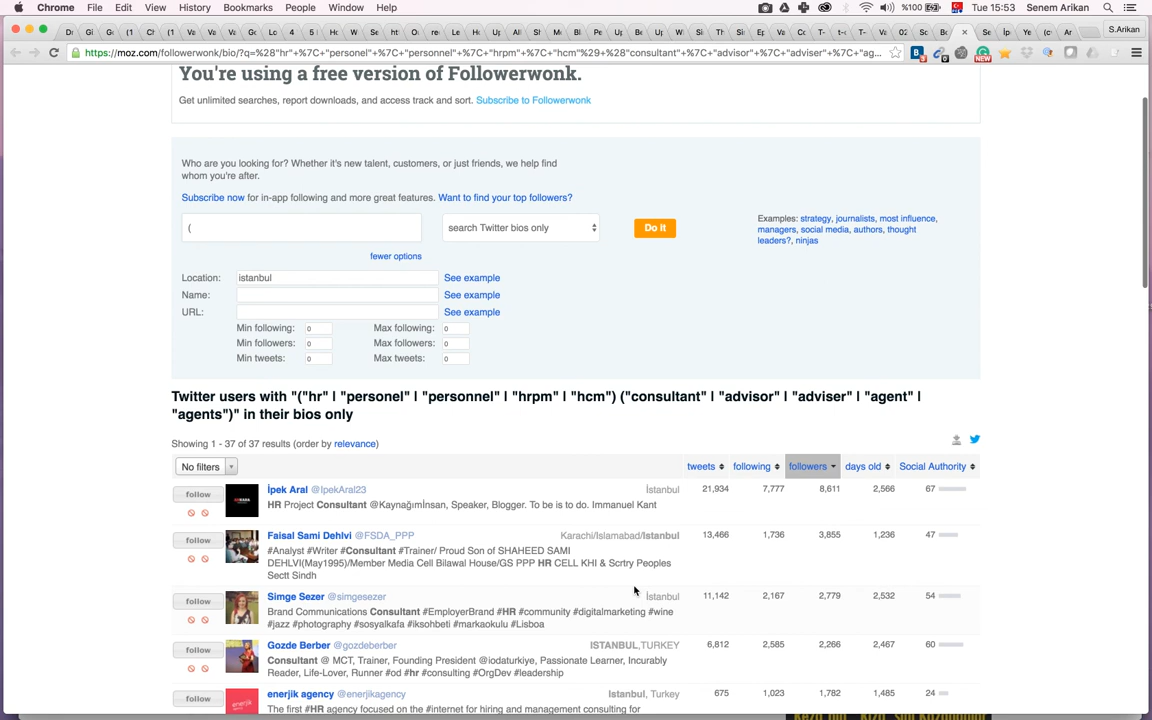 Chrome File Edit View History Bookmarks People Window Help
%100 Tue 15:53 Senem Arikan
S.Arikan
https://moz.com/followerwonk/bio/?q=%28"hr"+%7C+"personel"+%7C+"personnel"+%7C+"hrpm"+%7C+"hcm"%29+%28"consultant"+%7C+"advisor"+%7C+"adviser"+%7C+"ag...
You're using a free version of Followerwonk.
Get unlimited searches, report downloads, and access track and sort. Subscribe to Followerwonk
Who are you looking for? Whether it's new talent, customers, or just friends, we help find
whom you're after.
Subscribe now for in-app following and more great features. Want to find your top followers?
( search Twitter bios only Do it
Examples: strategy, journalists, most influence,
managers, social media, authors, thought
leaders?, ninjas
fewer options
Location: istanbul See example
Name: See example
URL: See example
Min following: 0 Max following: 0
Min followers: 0 Max followers: 0
Min tweets: 0 Max tweets: 0
Twitter users with "("hr" | "personel" | "personnel" | "hrpm" | "hcm") ("consultant" | "advisor" | "adviser" | "agent" |
"agents")" in their bios only
Showing 1 - 37 of 37 results (order by relevance)
No filters tweets following followers days old Social Authority
follow İpek Aral @IpekAral23 İstanbul 21,934 7,777 8,611 2,566 67
HR Project Consultant @Kaynağımİnsan, Speaker, Blogger. To be is to do. Immanuel Kant
follow Faisal Sami Dehlvi @FSDA_PPP Karachi/Islamabad/Istanbul 13,466 1,736 3,855 1,236 47
#Analyst #Writer #Consultant #Trainer/ Proud Son of SHAHEED SAMI
DEHLVI(May1995)/Member Media Cell Bilawal House/GS PPP HR CELL KHI & Scrtry Peoples
Sectt Sindh
follow Simge Sezer @simgesezer İstanbul 11,142 2,167 2,779 2,532 54
Brand Communications Consultant #EmployerBrand #HR #community #digitalmarketing #wine
#jazz #photography #sosyalkafa #iksohbeti #markaokulu #Lisboa
follow Gozde Berber @gozdeberber ISTANBUL,TURKEY 6,812 2,585 2,266 2,467 60
Consultant @ MCT, Trainer, Founding President @iodaturkiye, Passionate Learner, Incurably
Reader, Life-Lover, Runner #od #hr #consulting #OrgDev #leadership
follow enerjik agency @enerjikagency Istanbul, Turkey 675 1,023 1,782 1,485 24
The first #HR agency focused on the #internet for hiring and management consulting for